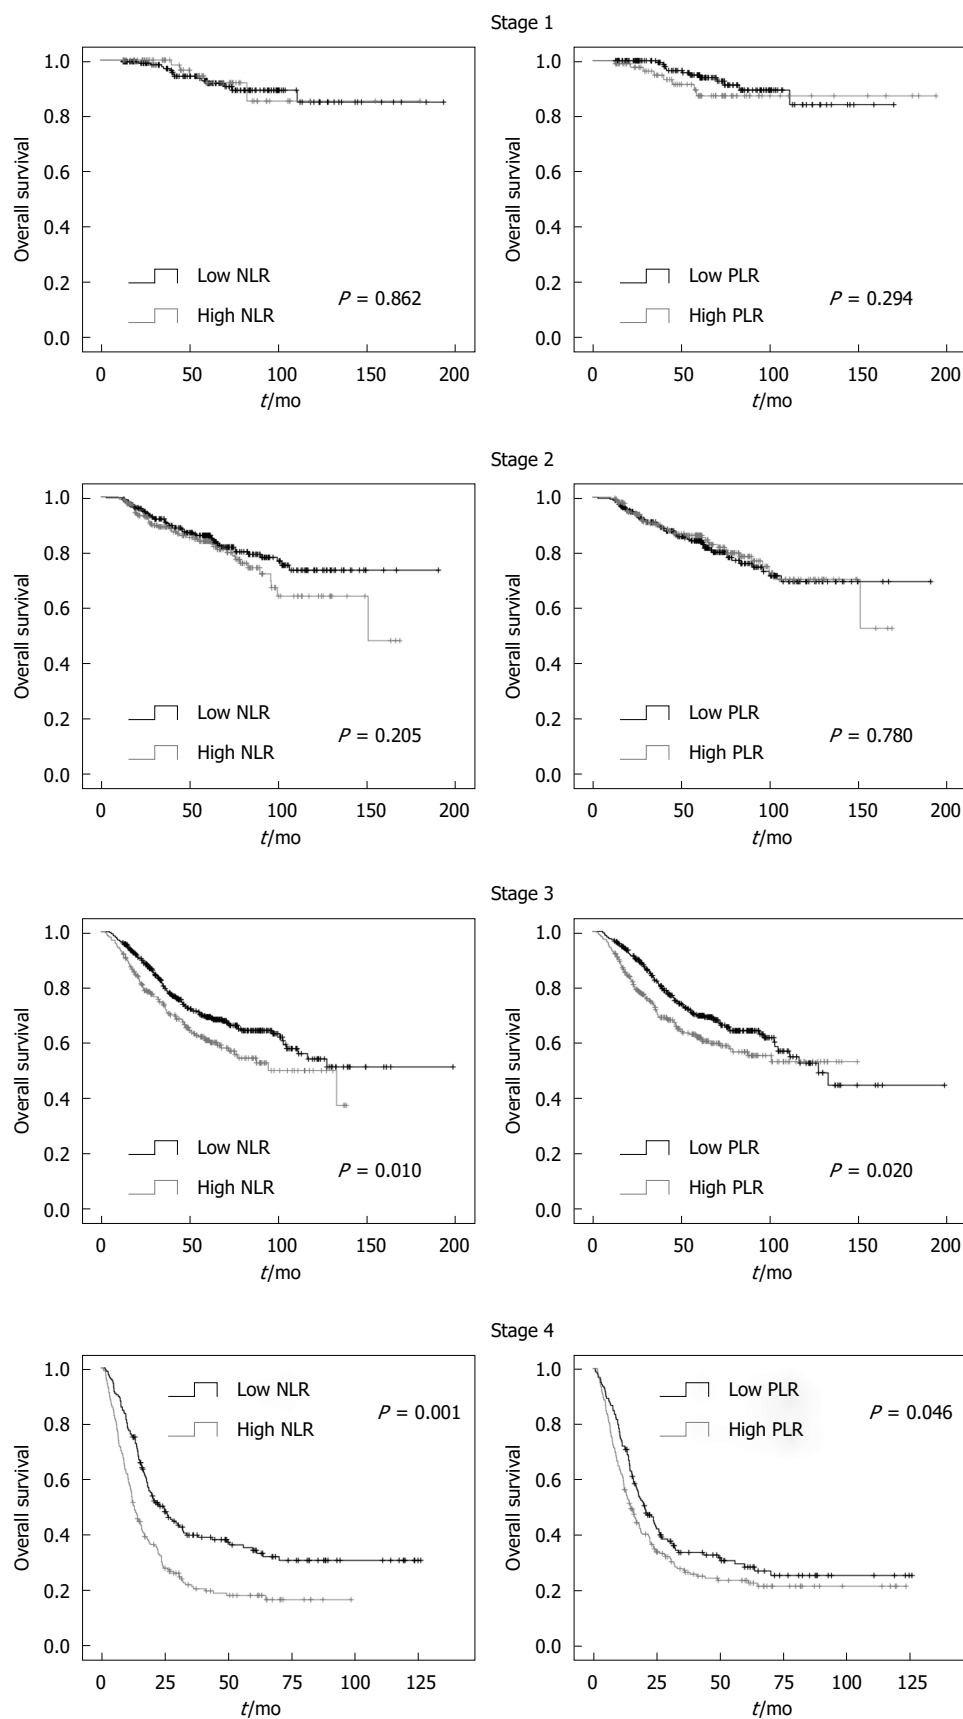 Stage 1
Overall survival
1.0
0.8
0.6
0.4
0.2
0.0
Low NLR
High NLR
P = 0.862
0 50 100 150 200
t/mo
Overall survival
1.0
0.8
0.6
0.4
0.2
0.0
Low PLR
High PLR
P = 0.294
0 50 100 150 200
t/mo
Stage 2
Overall survival
1.0
0.8
0.6
0.4
0.2
0.0
Low NLR
High NLR
P = 0.205
0 50 100 150 200
t/mo
Overall survival
1.0
0.8
0.6
0.4
0.2
0.0
Low PLR
High PLR
P = 0.780
0 50 100 150 200
t/mo
Stage 3
Overall survival
1.0
0.8
0.6
0.4
0.2
0.0
Low NLR
High NLR
P = 0.010
0 50 100 150 200
t/mo
Overall survival
1.0
0.8
0.6
0.4
0.2
0.0
Low PLR
High PLR
P = 0.020
0 50 100 150 200
t/mo
Stage 4
Overall survival
1.0
0.8
0.6
0.4
0.2
0.0
Low NLR
High NLR
P = 0.001
0 25 50 75 100 125
t/mo
Overall survival
1.0
0.8
0.6
0.4
0.2
0.0
Low PLR
High PLR
P = 0.046
0 25 50 75 100 125
t/mo